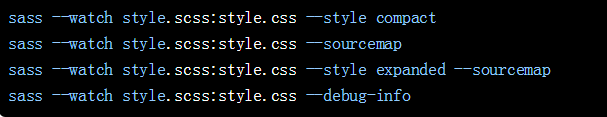 sass --watch style.scss:style.css --style compact
sass --watch style.scss:style.css --sourcemap
sass --watch style.scss:style.css --style expanded --sourcemap
sass --watch style.scss:style.css --debug-info